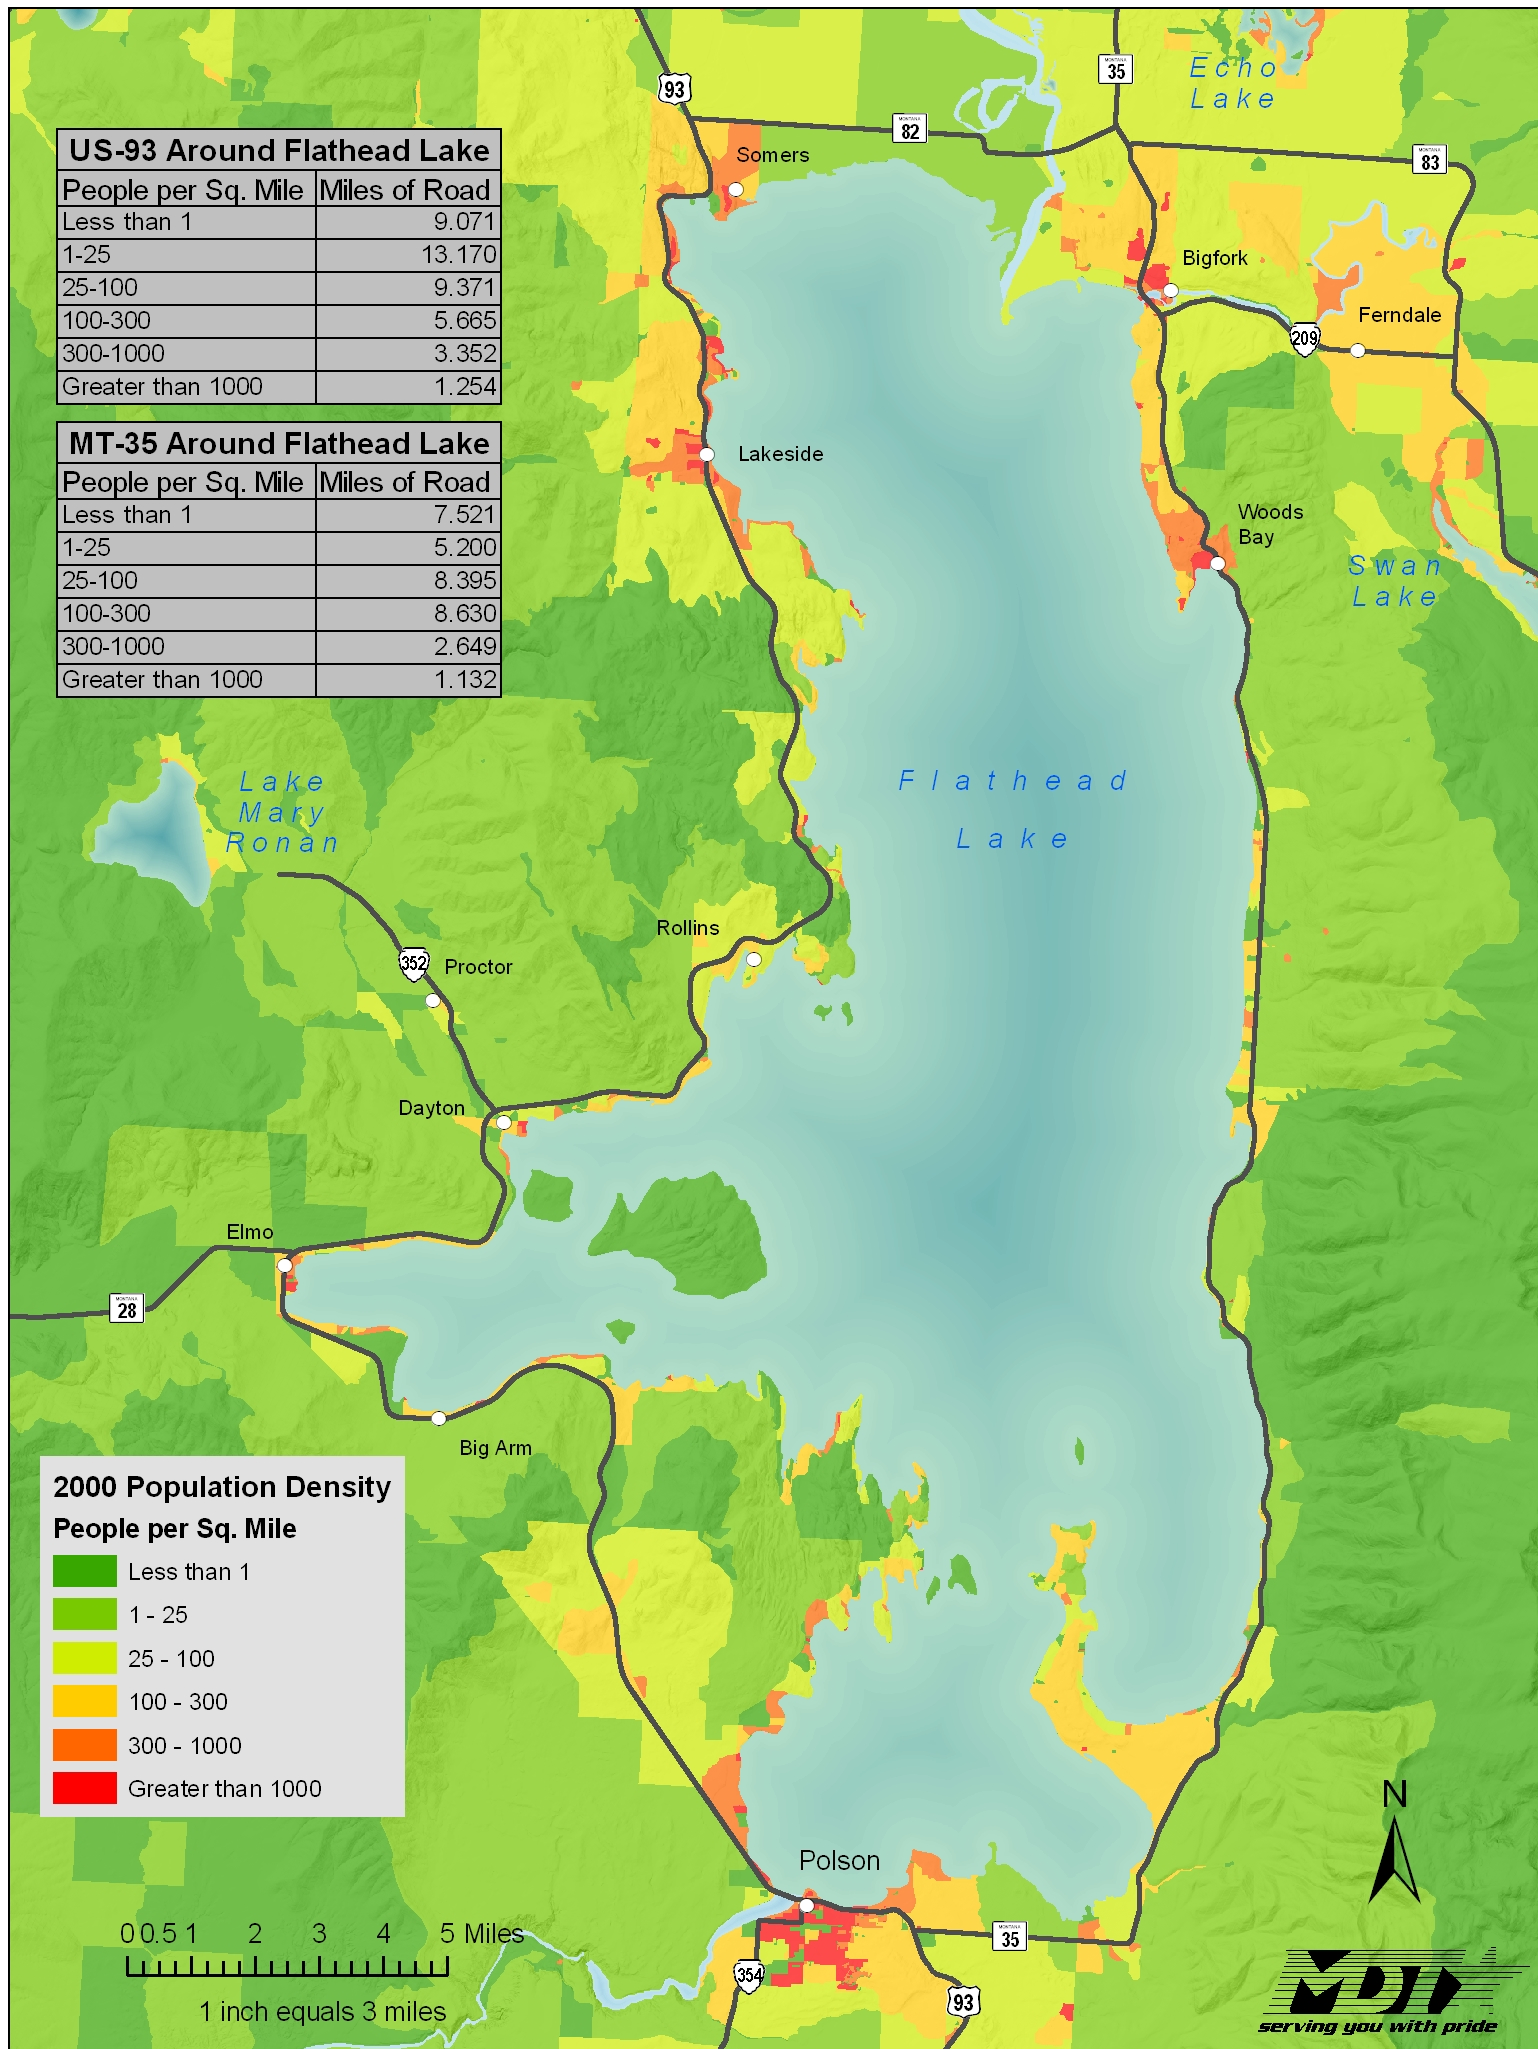 US-93 Around Flathead Lake
People per Sq. Mile Miles of Road
Less than 1 9.071
1-25 13.170
25-100 9.371
100-300 5.665
300-1000 3.352
Greater than 1000 1.254
MT-35 Around Flathead Lake
People per Sq. Mile Miles of Road
Less than 1 7.521
1-25 5.200
25-100 8.395
100-300 8.630
300-1000 2.649
Greater than 1000 1.132
93
MONTANA
35
Echo
Lake
MONTANA
82
Somers
MONTANA
83
Bigfork
Ferndale
209
Lakeside
Woods
Bay
Swan
Lake
Lake
Mary
Ronan
Flathead
Lake
Rollins
352
Proctor
Dayton
Elmo
MONTANA
28
Big Arm
2000 Population Density
People per Sq. Mile
Less than 1
1 - 25
25 - 100
100 - 300
300 - 1000
Greater than 1000
N
Polson
0 0.5 1 2 3 4 5 Miles
1 inch equals 3 miles
MONTANA
35
354
93
MDT
serving you with pride